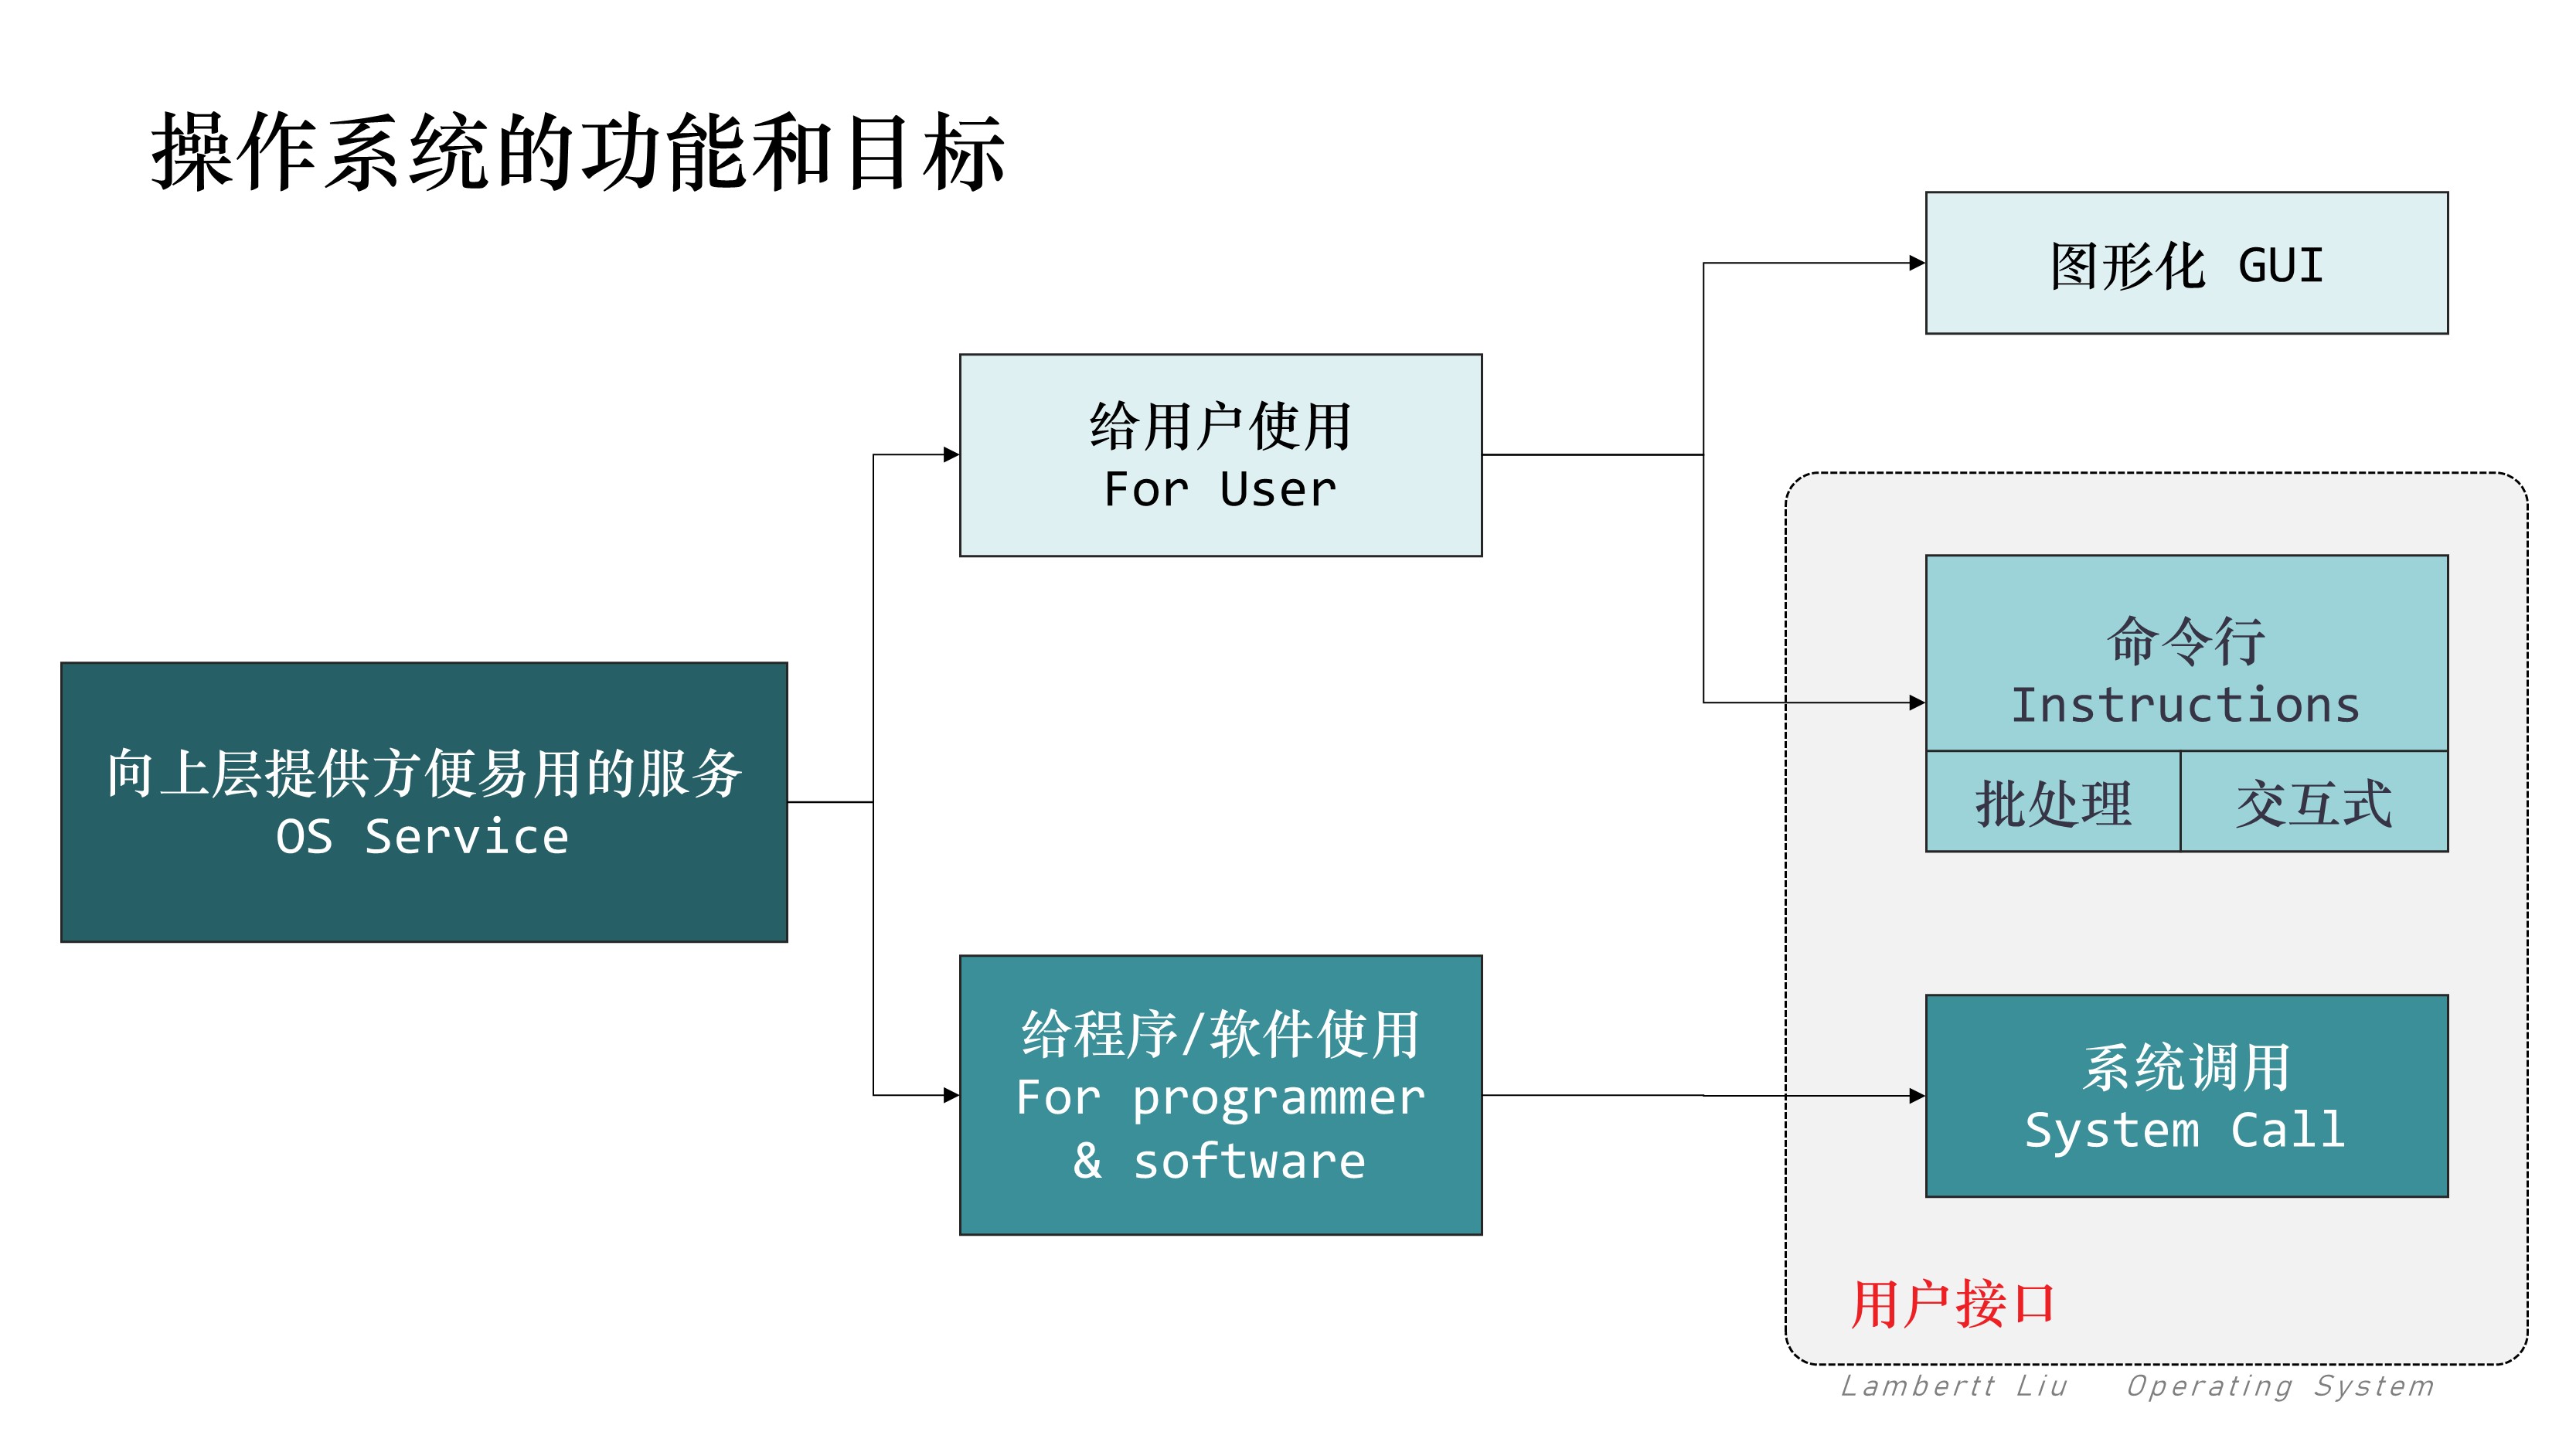 操作系统的功能和目标
图形化 GUI
给用户使用
For User
命令行
Instructions
批处理
交互式
向上层提供方便易用的服务
OS Service
给程序/软件使用
For programmer
& software
系统调用
System Call
用户接口
Lambertt Liu Operating System